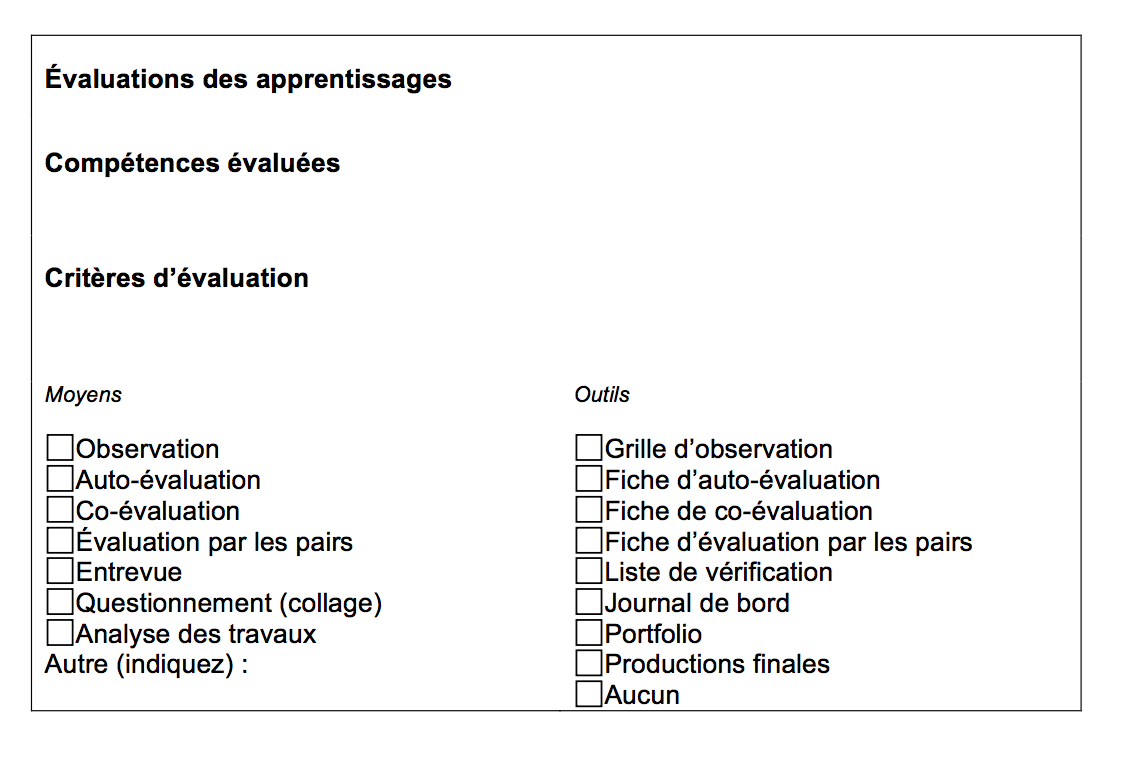 Évaluations des apprentissages
Compétences évaluées
Critères d’évaluation
Moyens
Observation
Auto-évaluation
Co-évaluation
Évaluation par les pairs
Entrevue
Questionnement (collage)
Analyse des travaux
Autre (indiquez) :
Outils
Grille d’observation
Fiche d’auto-évaluation
Fiche de co-évaluation
Fiche d’évaluation par les pairs
Liste de vérification
Journal de bord
Portfolio
Productions finales
Aucun